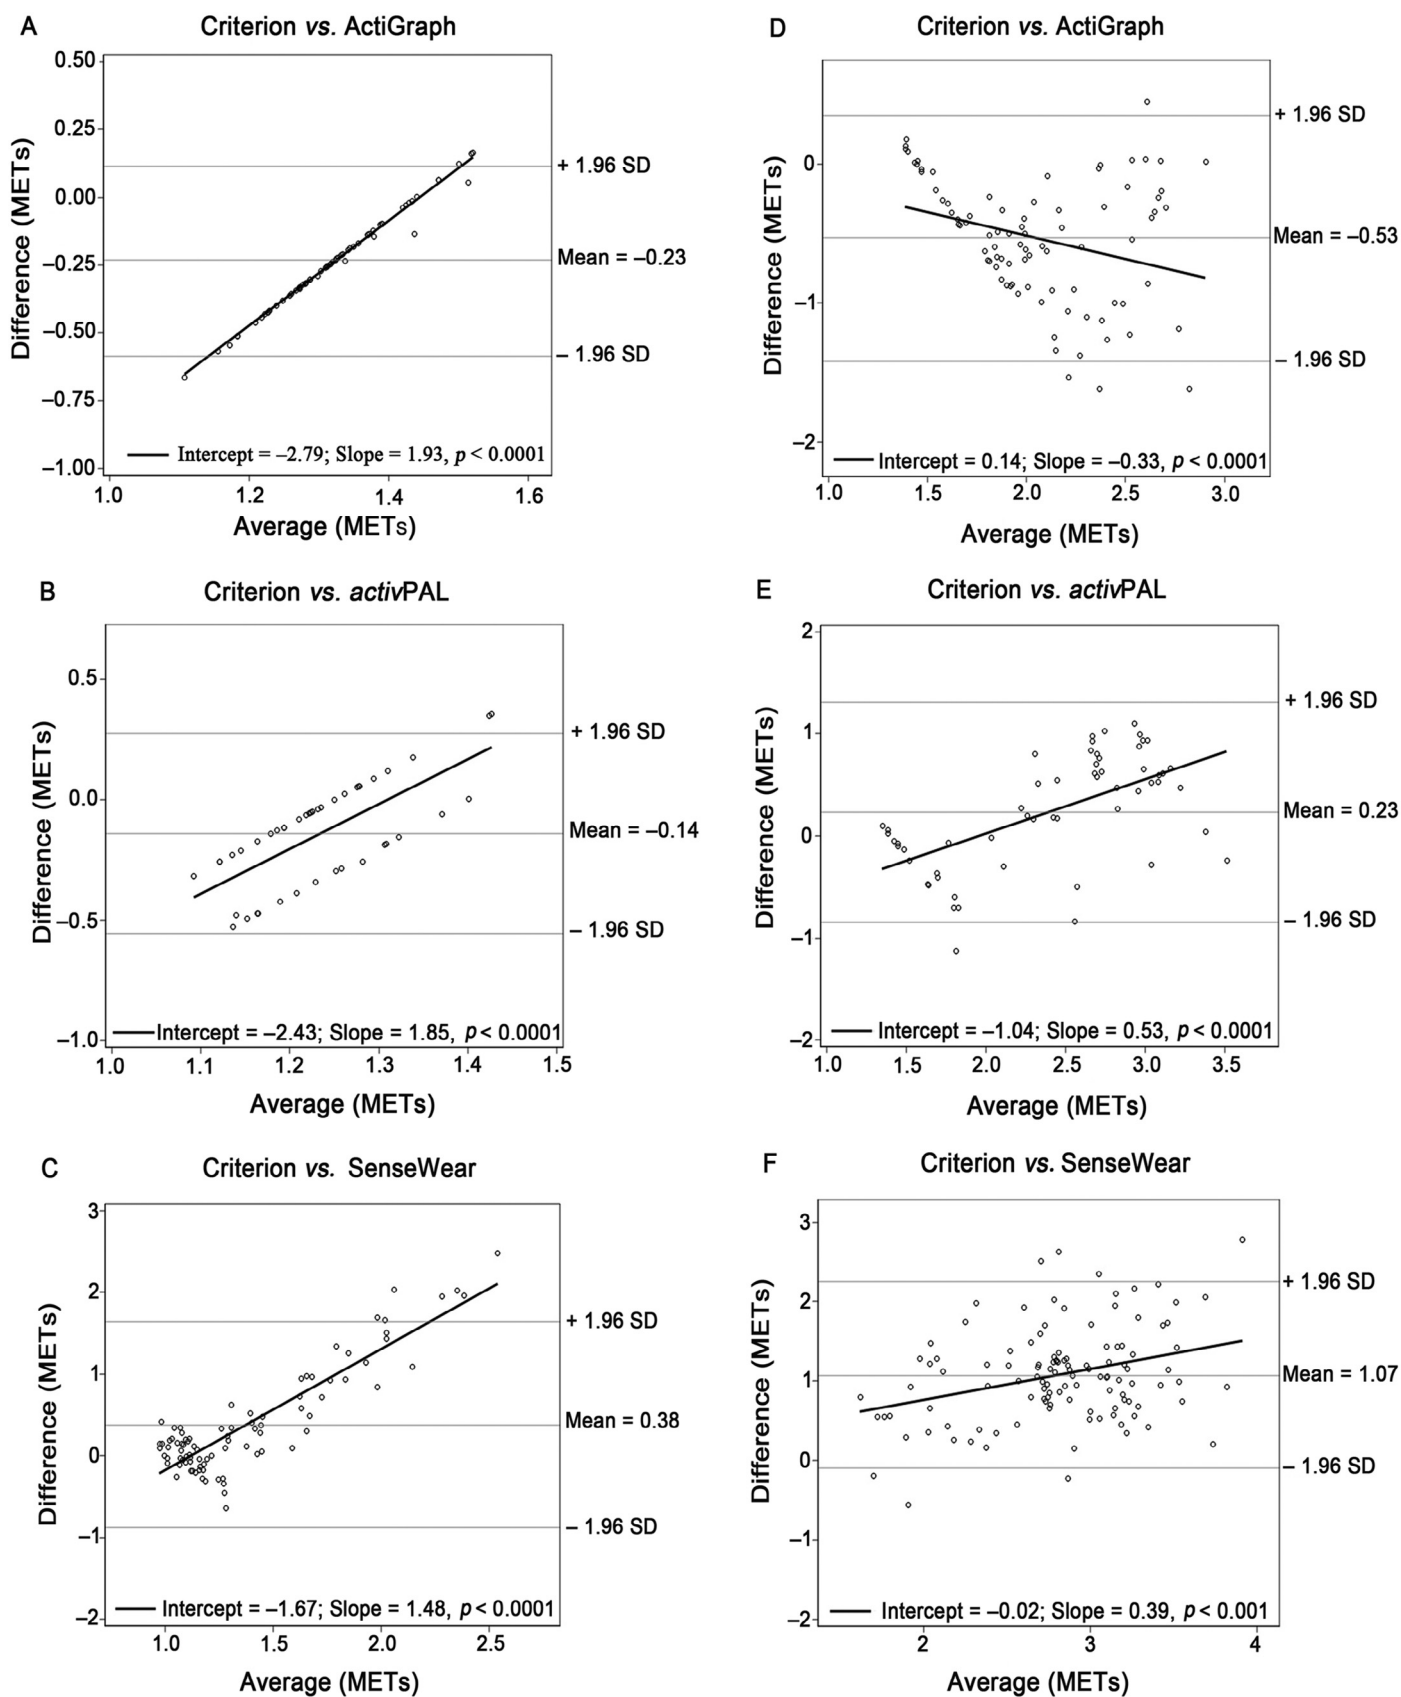 A
Criterion vs. ActiGraph
0.50
0.25
0.00
–0.25
–0.50
–0.75
–1.00
Difference (METs)
+ 1.96 SD
Mean = –0.23
– 1.96 SD
Intercept = –2.79; Slope = 1.93, p < 0.0001
1.0 1.2 1.4 1.6
Average (METs)
D
Criterion vs. ActiGraph
0
–1
–2
Difference (METs)
+ 1.96 SD
Mean = –0.53
– 1.96 SD
Intercept = 0.14; Slope = –0.33, p < 0.0001
1.0 1.5 2.0 2.5 3.0
Average (METs)
B
Criterion vs. activPAL
0.5
0.0
–0.5
–1.0
Difference (METs)
+ 1.96 SD
Mean = –0.14
– 1.96 SD
Intercept = –2.43; Slope = 1.85, p < 0.0001
1.0 1.1 1.2 1.3 1.4 1.5
Average (METs)
E
Criterion vs. activPAL
2
1
0
–1
–2
Difference (METs)
+ 1.96 SD
Mean = 0.23
– 1.96 SD
Intercept = –1.04; Slope = 0.53, p < 0.0001
1.0 1.5 2.0 2.5 3.0 3.5
Average (METs)
C
Criterion vs. SenseWear
3
2
1
0
–1
–2
Difference (METs)
+ 1.96 SD
Mean = 0.38
– 1.96 SD
Intercept = –1.67; Slope = 1.48, p < 0.0001
1.0 1.5 2.0 2.5
Average (METs)
F
Criterion vs. SenseWear
3
2
1
0
–1
–2
Difference (METs)
+ 1.96 SD
Mean = 1.07
– 1.96 SD
Intercept = –0.02; Slope = 0.39, p < 0.001
2 3 4
Average (METs)